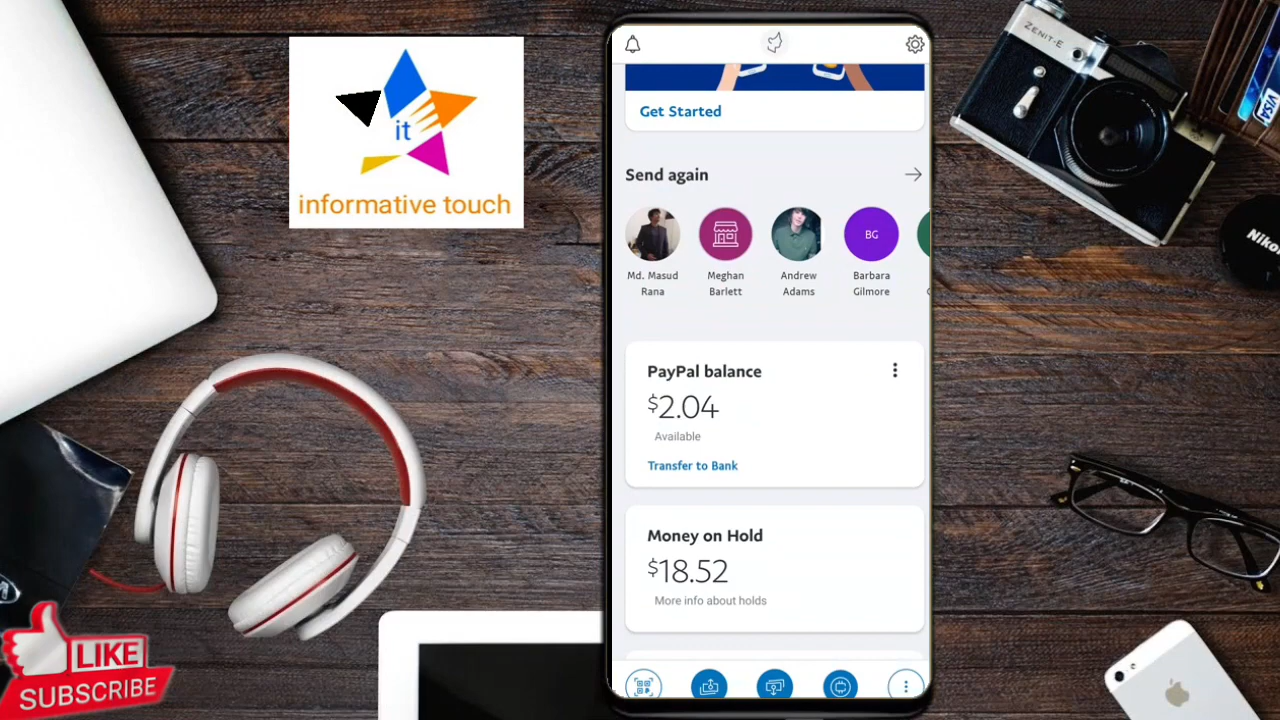 it
informative touch
ZENIT-E
VISA
Get Started
Send again
Md. Masud
Rana
Meghan
Barlett
Andrew
Adams
BG
Barbara
Gilmore
PayPal balance
$2.04
Available
Transfer to Bank
Money on Hold
$18.52
More info about holds
LIKE
SUBSCRIBE